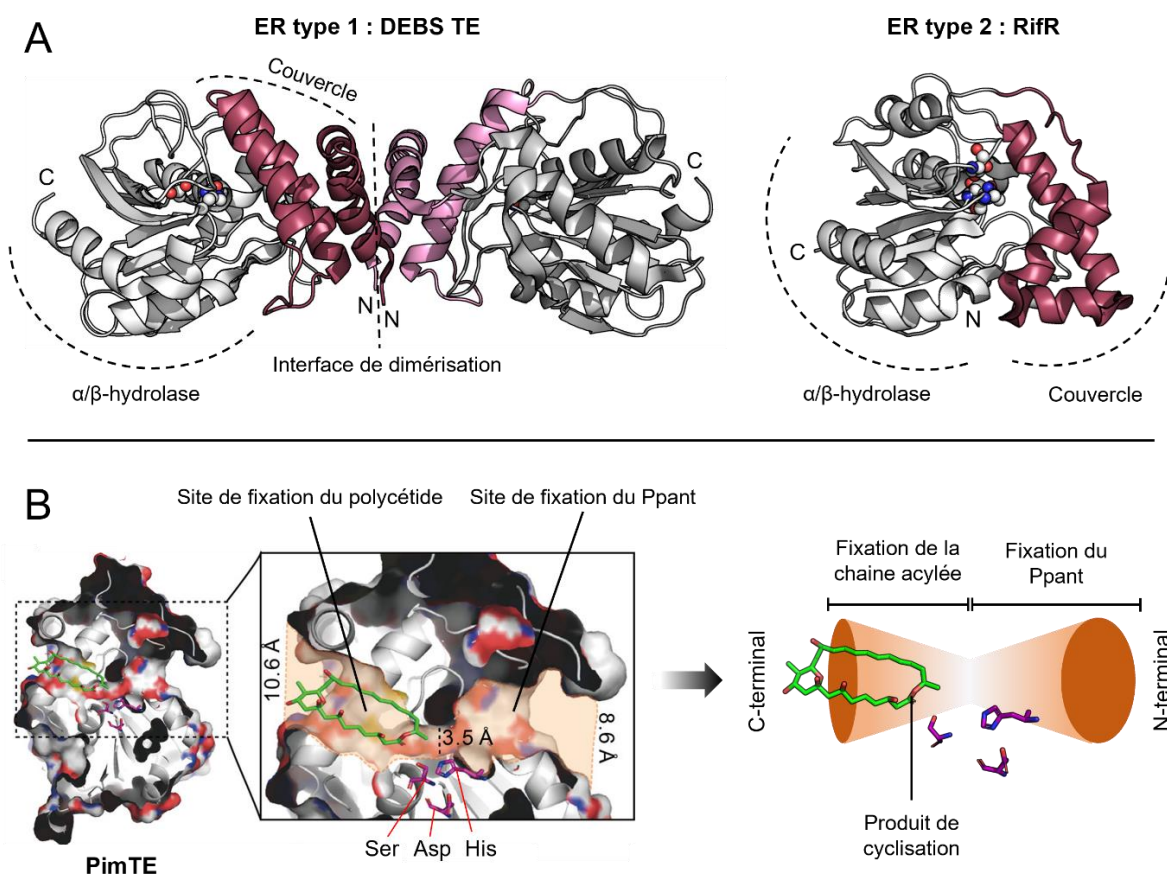 A
ER type 1 : DEBS TE
ER type 2 : RifR
Couvercle
C
C
N
N
Interface de dimérisation
α/β-hydrolase
C
N
α/β-hydrolase
Couvercle
B
Site de fixation du polycétide
Site de fixation du Ppant
10.6 Å
3.5 Å
8.6 Å
Ser
Asp
His
PimTE
Fixation de la
chaine acylée
Fixation du
Ppant
C-terminal
N-terminal
Produit de
cyclisation